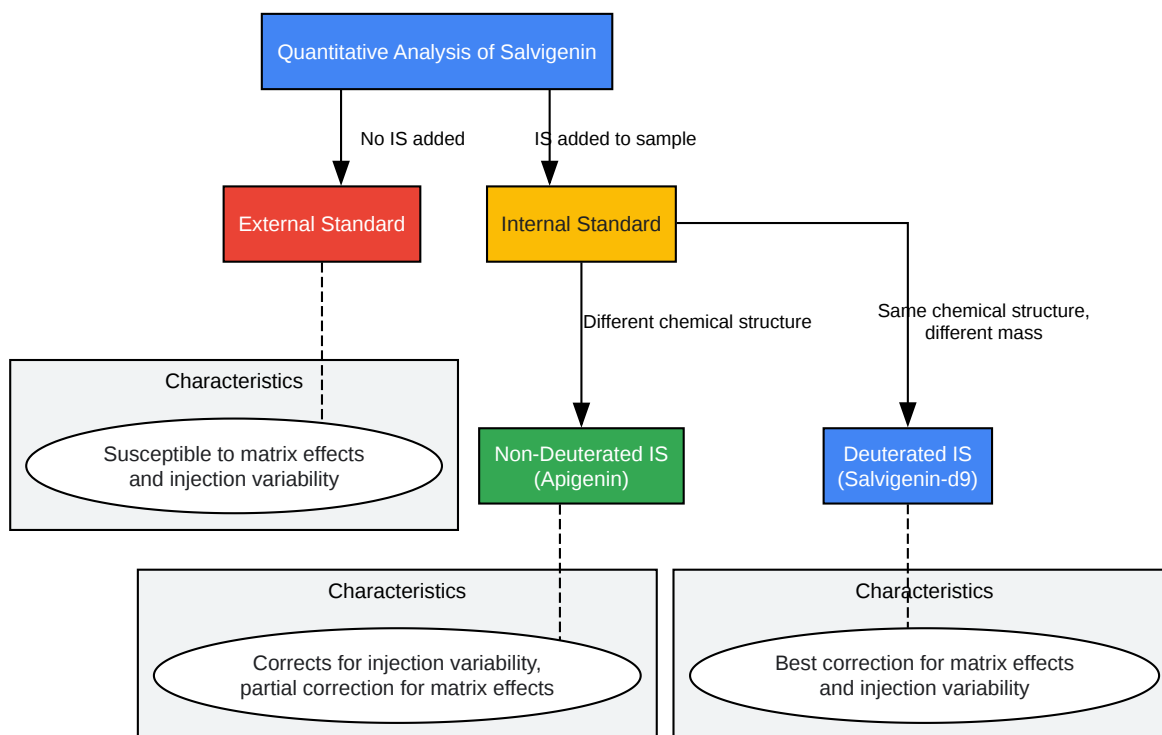 Quantitative Analysis of Salvigenin
No IS added
IS added to sample
External Standard
Internal Standard
Different chemical structure
Same chemical structure,
different mass
Characteristics
Susceptible to matrix effects
and injection variability
Non-Deuterated IS
(Apigenin)
Deuterated IS
(Salvigenin-d9)
Characteristics
Corrects for injection variability,
partial correction for matrix effects
Characteristics
Best correction for matrix effects
and injection variability